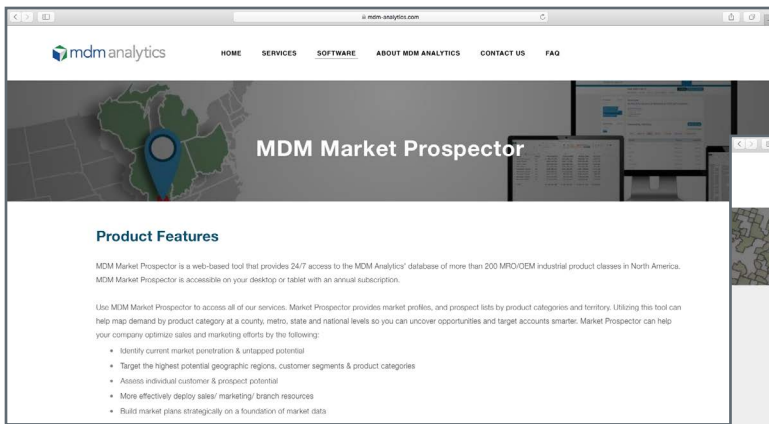 mdm-analytics.com
mdm analytics
HOME SERVICES SOFTWARE ABOUT MDM ANALYTICS CONTACT US FAQ
MDM Market Prospector
Product Features
MDM Market Prospector is a web-based tool that provides 24/7 access to the MDM Analytics' database of more than 200 MRO/OEM industrial product classes in North America.
MDM Market Prospector is accessible on your desktop or tablet with an annual subscription.
Use MDM Market Prospector to access all of our services. Market Prospector provides market profiles, and prospect lists by product categories and territory. Utilizing this tool can
help map demand by product category at a county, metro, state and national levels so you can uncover opportunities and target accounts smarter. Market Prospector can help
your company optimize sales and marketing efforts by the following:
• Identify current market penetration & untapped potential
• Target the highest potential geographic regions, customer segments & product categories
• Assess individual customer & prospect potential
• More effectively deploy sales/ marketing/ branch resources
• Build market plans strategically on a foundation of market data